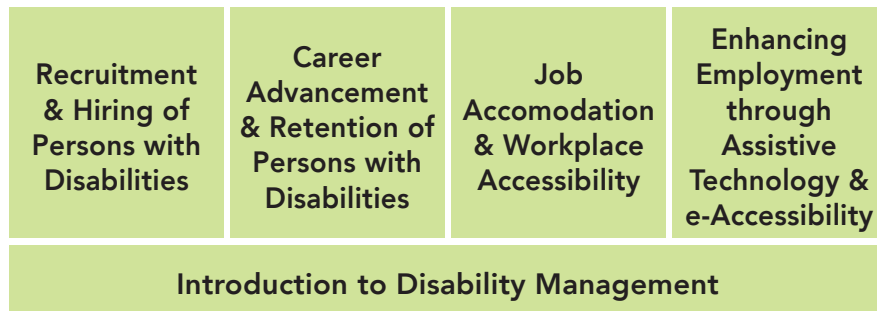 Recruitment
& Hiring of
Persons with
Disabilities
Career
Advancement
& Retention of
Persons with
Disabilities
Job
Accomodation
& Workplace
Accessibility
Enhancing
Employment
through
Assistive
Technology &
e-Accessibility
Introduction to Disability Management